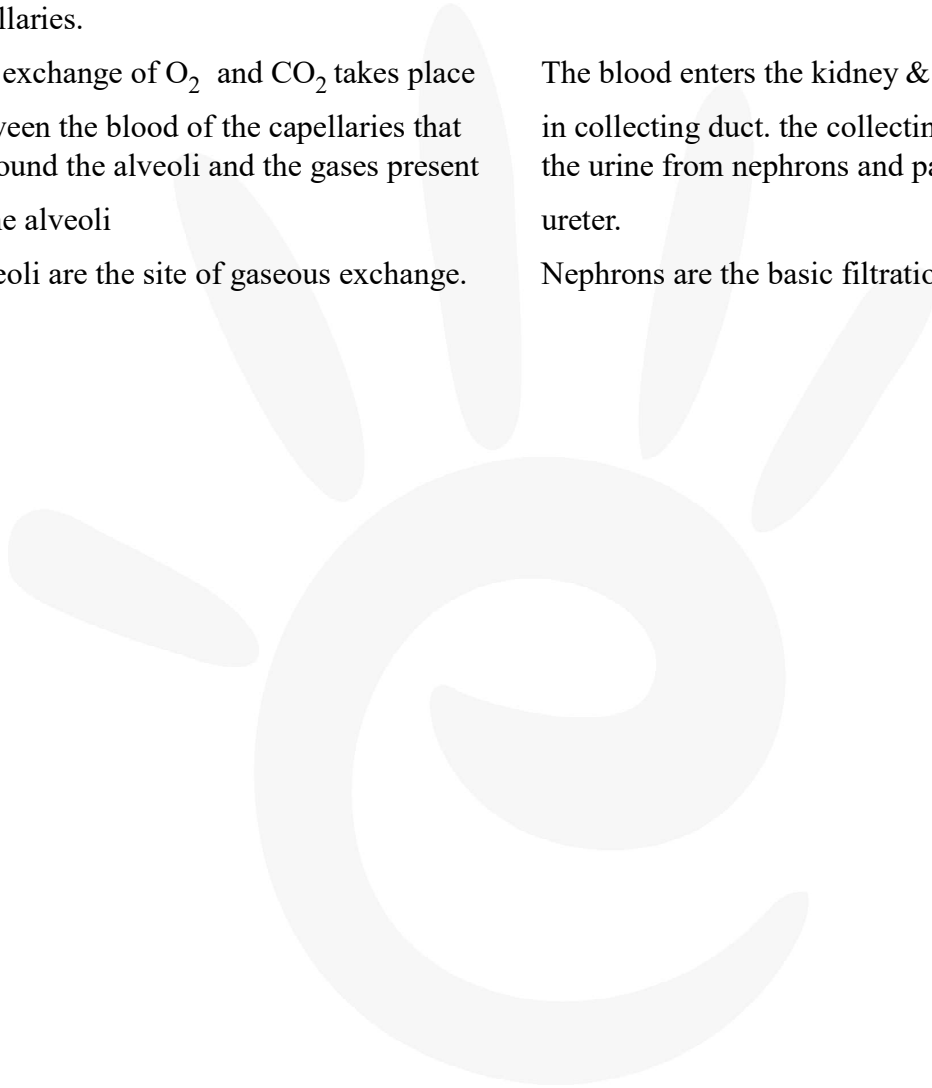 llaries.
exchange of O2 and CO2 takes place
ween the blood of the capellaries that
ound the alveoli and the gases present
e alveoli
eoli are the site of gaseous exchange.
The blood enters the kidney &
in collecting duct. the collectin
the urine from nephrons and pa
ureter.
Nephrons are the basic filtratio